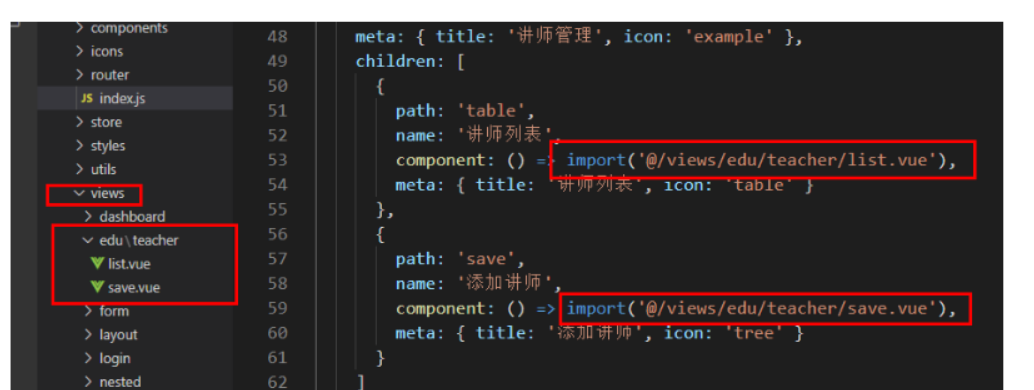 components
icons
router
JS index.js
store
styles
utils
views
dashboard
edu\teacher
list.vue
save.vue
form
layout
login
nested
48 meta: { title: '讲师管理', icon: 'example' },
49 children: [
50 {
51 path: 'table',
52 name: '讲师列表',
53 component: () => import('@/views/edu/teacher/list.vue'),
54 meta: { title: '讲师列表', icon: 'table' }
55 },
56 {
57 path: 'save',
58 name: '添加讲师',
59 component: () => import('@/views/edu/teacher/save.vue'),
60 meta: { title: '添加讲师', icon: 'tree' }
61 }
62 ]